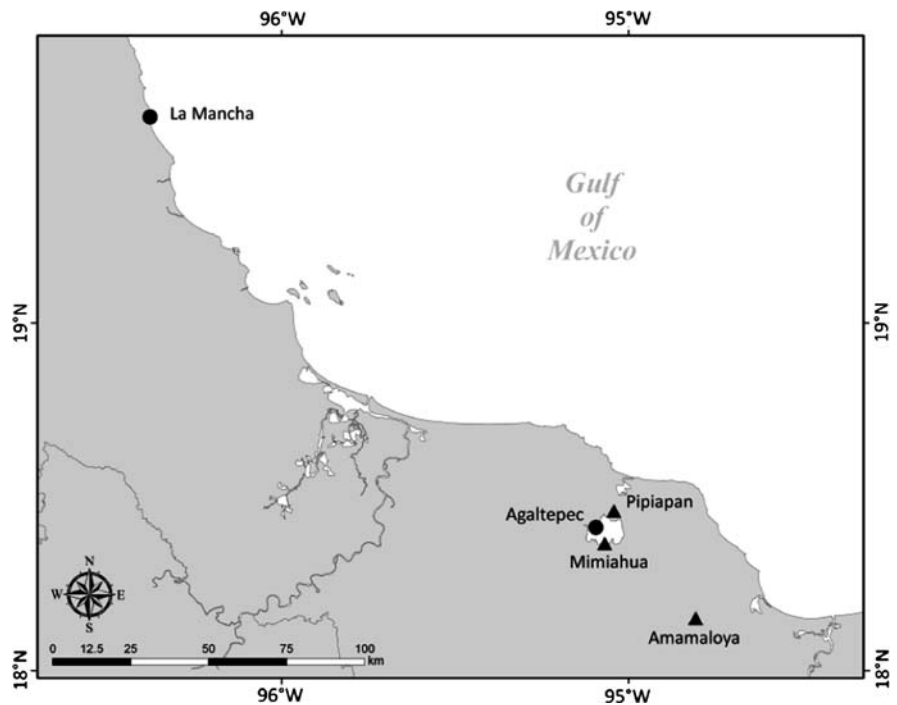 96°W 95°W
La Mancha
Gulf
of
Mexico
19°N 19°N
Pipiapan
Agaltepec
Mimiahua
N
W E
S
Amamaloya
0 12.5 25 50 75 100
km
18°N 18°N
96°W 95°W